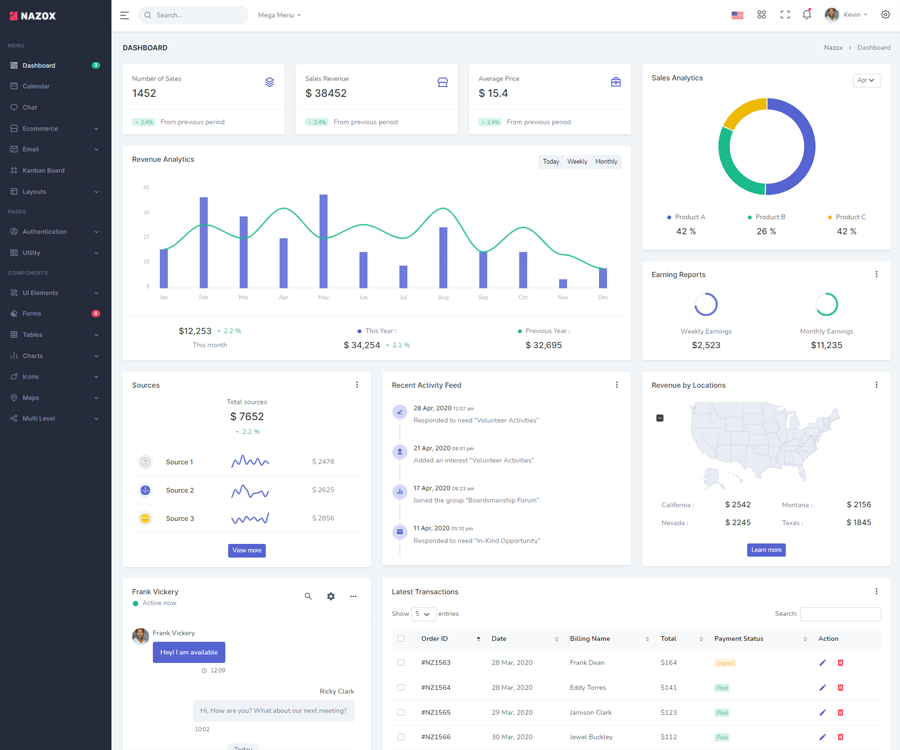 NAZOX
Search...
Mega Menu
Kevin
MENU
Dashboard
3
Calendar
Chat
Ecommerce
Email
Kanban Board
Layouts
PAGES
Authentication
Utility
COMPONENTS
UI Elements
Forms
8
Tables
Charts
Icons
Maps
Multi Level
DASHBOARD
Nazox > Dashboard
Number of Sales
1452
2.4% From previous period
Sales Revenue
$ 38452
2.4% From previous period
Average Price
$ 15.4
2.4% From previous period
Sales Analytics
Apr
Product A
42 %
Product B
26 %
Product C
42 %
Revenue Analytics
Today Weekly Monthly
45
36
27
18
9
Jan Feb Mar Apr May Jun Jul Aug Sep Oct Nov Dec
$12,253 2.2 %
This month
This Year :
$ 34,254 2.1 %
Previous Year :
$ 32,695
Earning Reports
Weekly Earnings
$2,523
Monthly Earnings
$11,235
Sources
Total sources
$ 7652
2.2 %
Source 1 $ 2478
Source 2 $ 2625
Source 3 $ 2856
View more
Recent Activity Feed
28 Apr, 2020 12:07 am
Responded to need "Volunteer Activities"
21 Apr, 2020 08:01 pm
Added an interest "Volunteer Activities"
17 Apr, 2020 09:23 am
Joined the group "Boardsmanship Forum"
11 Apr, 2020 05:10 pm
Responded to need "In-Kind Opportunity"
Revenue by Locations
California : $ 2542 Montana : $ 2156
Nevada : $ 2245 Texas : $ 1845
Learn more
Frank Vickery
Active now
Frank Vickery
Hey! I am available
12:09
Ricky Clark
Hi, How are you? What about our next meeting?
10:02
Today
Latest Transactions
Show 5 entries
Search:
Order ID Date Billing Name Total Payment Status Action
#NZ1563 28 Mar, 2020 Frank Dean $164 unpaid
#NZ1564 28 Mar, 2020 Eddy Torres $141 Paid
#NZ1565 29 Mar, 2020 Jamison Clark $123 Paid
#NZ1566 30 Mar, 2020 Jewel Buckley $112 Paid